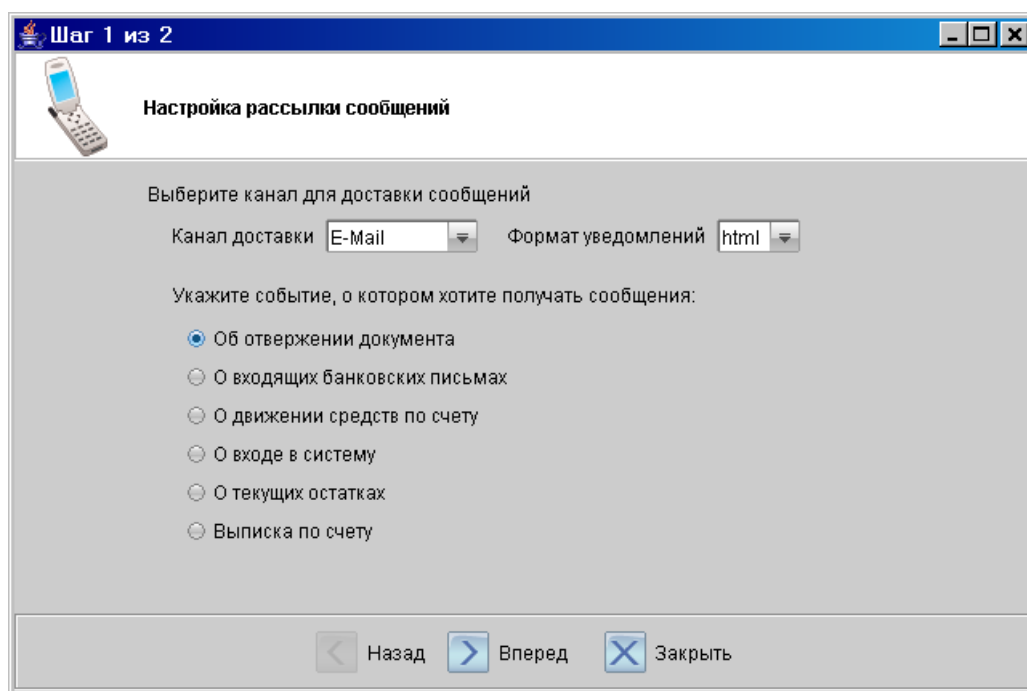 Шаг 1 из 2
Настройка рассылки сообщений
Выберите канал для доставки сообщений
Канал доставки E-Mail Формат уведомлений html
Укажите событие, о котором хотите получать сообщения:
Об отвержении документа
О входящих банковских письмах
О движении средств по счету
О входе в систему
О текущих остатках
Выписка по счету
Назад Вперед Закрыть